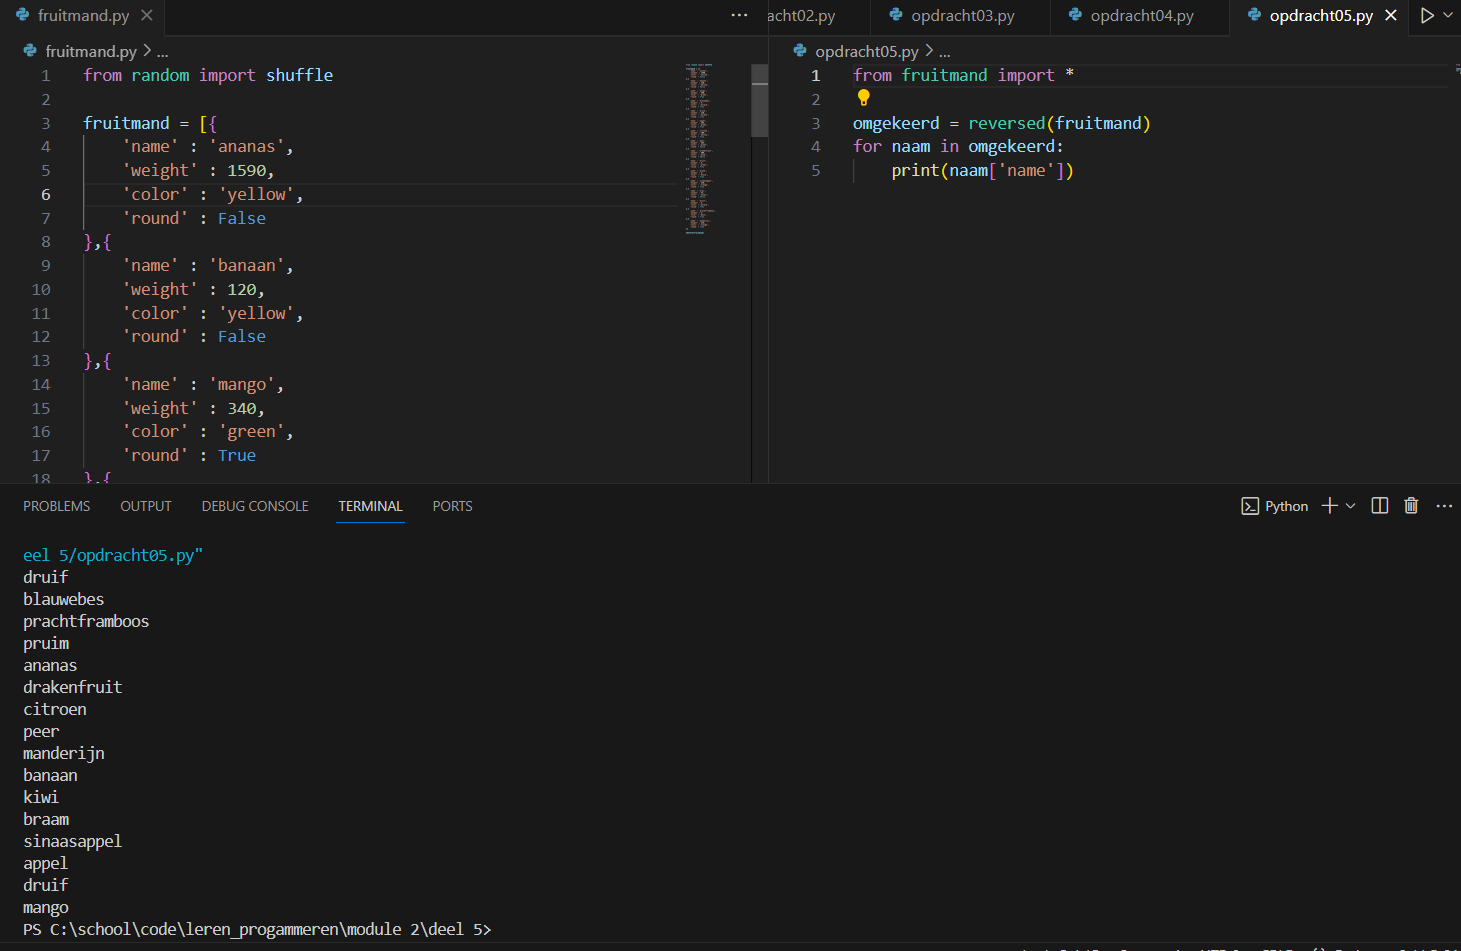 fruitmand.py
acht02.py opdracht03.py opdracht04.py opdracht05.py
fruitmand.py > ...
1 from random import shuffle
2
3 fruitmand = [{
4 'name' : 'ananas',
5 'weight' : 1590,
6 'color' : 'yellow',
7 'round' : False
8 },{
9 'name' : 'banaan',
10 'weight' : 120,
11 'color' : 'yellow',
12 'round' : False
13 },{
14 'name' : 'mango',
15 'weight' : 340,
16 'color' : 'green',
17 'round' : True
18 },{
opdracht05.py > ...
1 from fruitmand import *
2
3 omgekeerd = reversed(fruitmand)
4 for naam in omgekeerd:
5 print(naam['name'])
PROBLEMS OUTPUT DEBUG CONSOLE TERMINAL PORTS
Python
eel 5/opdracht05.py"
druif
blauwebes
prachtframboos
pruim
ananas
drakenfruit
citroen
peer
manderijn
banaan
kiwi
braam
sinaasappel
appel
druif
mango
PS C:\school\code\leren_progammeren\module 2\deel 5>